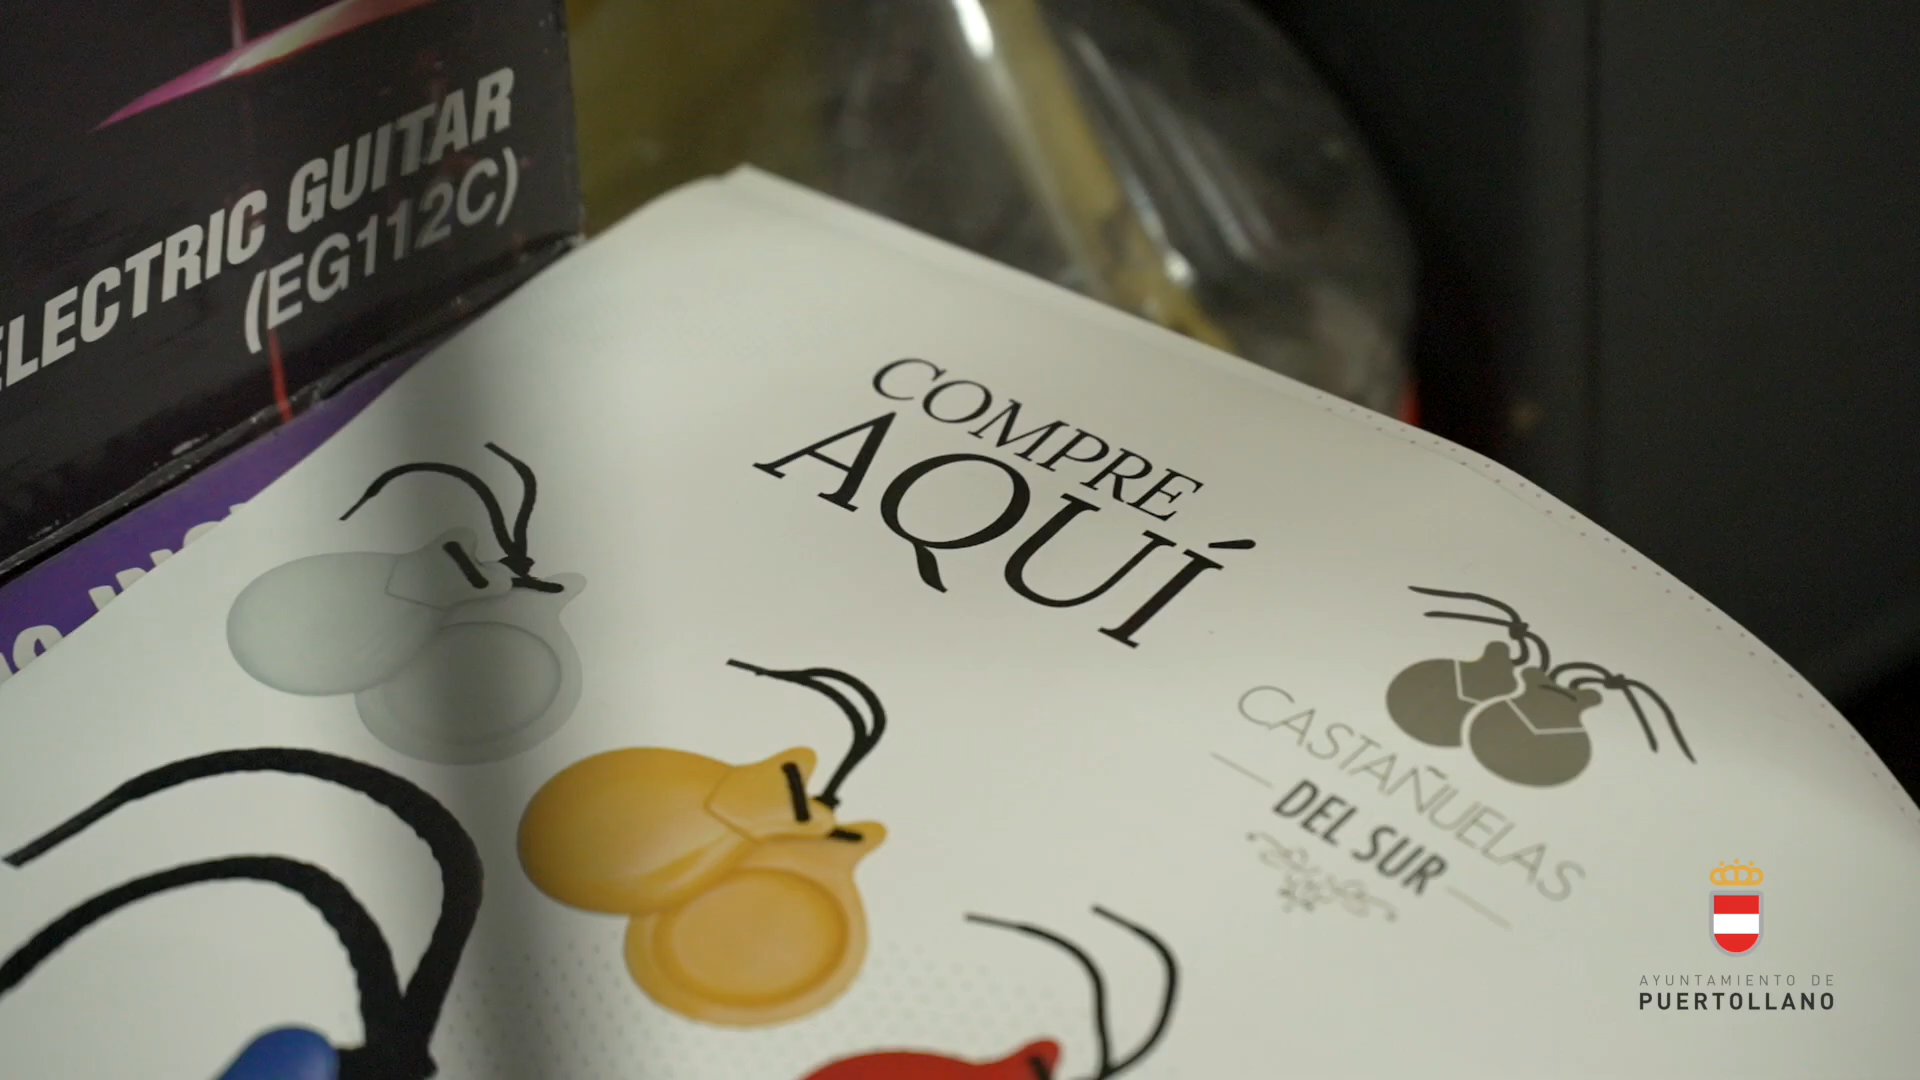 ELECTRIC GUITAR
(EG112C)
COMPRE
AQUÍ
CASTAÑUELAS
DEL SUR
AYUNTAMIENTO DE
PUERTOLLANO